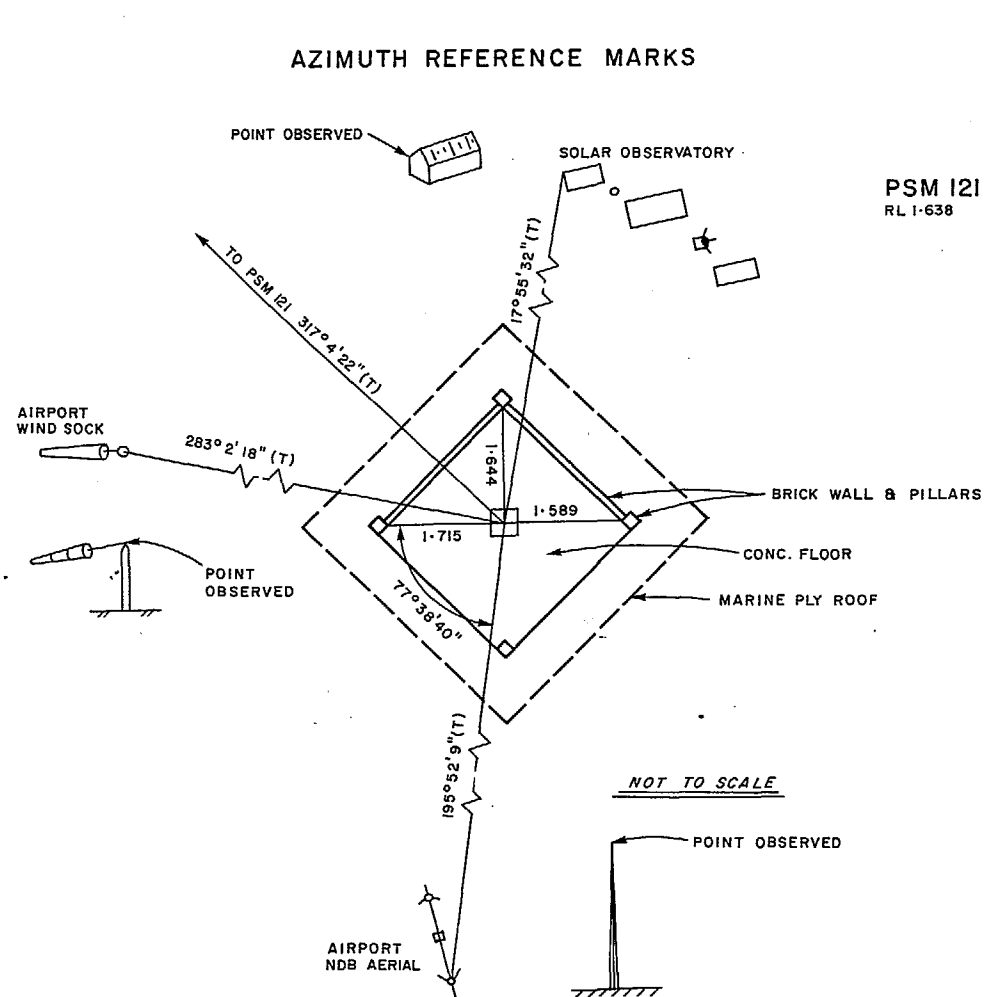 AZIMUTH REFERENCE MARKS
POINT OBSERVED
SOLAR OBSERVATORY
PSM 121
RL 1·638
17°55'32"(T)
TO PSM 121 317°4'22"(T)
AIRPORT
WIND SOCK
283°2'18"(T)
1·644
1·589
1·715
BRICK WALL & PILLARS
CONC. FLOOR
POINT
OBSERVED
77°38'40"
MARINE PLY ROOF
195°52'9"(T)
NOT TO SCALE
POINT OBSERVED
AIRPORT
NDB AERIAL